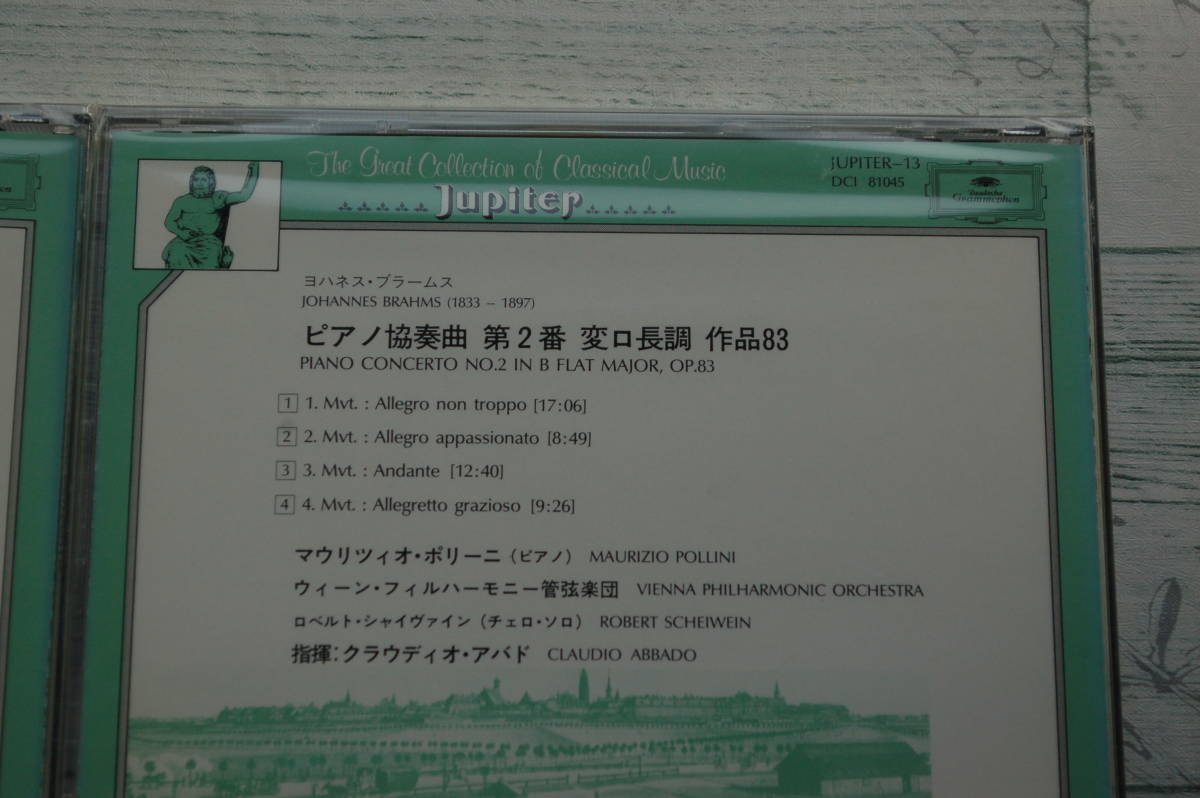 The Great Collection of Classical Music
Jupiter
JUPITER-13
DCI 81045
Deutsche
Grammophon
ヨハネス・ブラームス
JOHANNES BRAHMS (1833 – 1897)
ピアノ協奏曲 第2番 変ロ長調 作品83
PIANO CONCERTO NO.2 IN B FLAT MAJOR, OP.83
1 1. Mvt. : Allegro non troppo [17:06]
2 2. Mvt. : Allegro appassionato [8:49]
3 3. Mvt. : Andante [12:40]
4 4. Mvt. : Allegretto grazioso [9:26]
マウリツィオ・ポリーニ（ピアノ） MAURIZIO POLLINI
ウィーン・フィルハーモニー管弦楽団 VIENNA PHILHARMONIC ORCHESTRA
ロベルト・シャイヴァイン（チェロ・ソロ） ROBERT SCHEIWEIN
指揮：クラウディオ・アバド CLAUDIO ABBADO